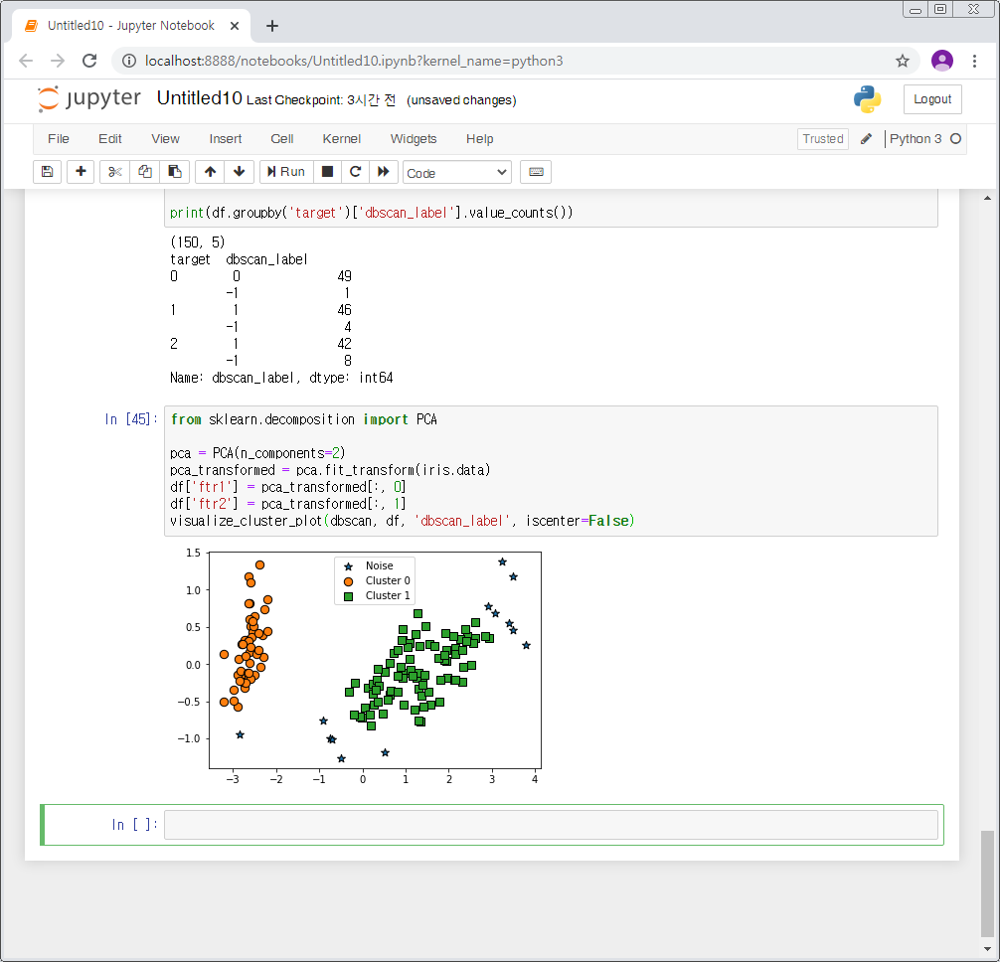 Untitled10 - Jupyter Notebook
localhost:8888/notebooks/Untitled10.ipynb?kernel_name=python3
jupyter Untitled10 Last Checkpoint: 3시간 전 (unsaved changes) Logout
File Edit View Insert Cell Kernel Widgets Help Trusted Python 3
Run Code
print(df.groupby('target')['dbscan_label'].value_counts())
(150, 5)
target dbscan_label
0 0 49
-1 1
1 1 46
-1 4
2 1 42
-1 8
Name: dbscan_label, dtype: int64
In [45]: from sklearn.decomposition import PCA
pca = PCA(n_components=2)
pca_transformed = pca.fit_transform(iris.data)
df['ftr1'] = pca_transformed[:, 0]
df['ftr2'] = pca_transformed[:, 1]
visualize_cluster_plot(dbscan, df, 'dbscan_label', iscenter=False)
1.5
1.0
0.5
0.0
−0.5
−1.0
Noise
Cluster 0
Cluster 1
−3 −2 −1 0 1 2 3 4
In [ ]: